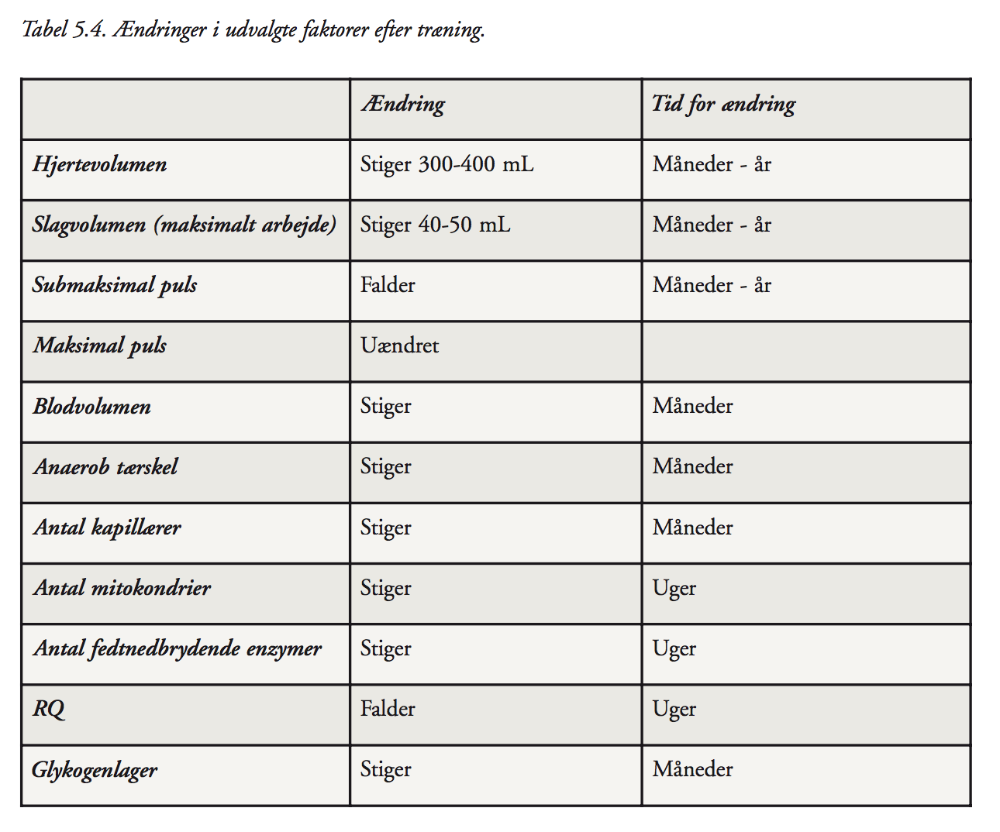 Tabel 5.4. Ændringer i udvalgte faktorer efter træning.
Ændring Tid for ændring
Hjertevolumen Stiger 300-400 mL Måneder - år
Slagvolumen (maksimalt arbejde) Stiger 40-50 mL Måneder - år
Submaksimal puls Falder Måneder - år
Maksimal puls Uændret
Blodvolumen Stiger Måneder
Anaerob tærskel Stiger Måneder
Antal kapillærer Stiger Måneder
Antal mitokondrier Stiger Uger
Antal fedtnedbrydende enzymer Stiger Uger
RQ Falder Uger
Glykogenlager Stiger Måneder